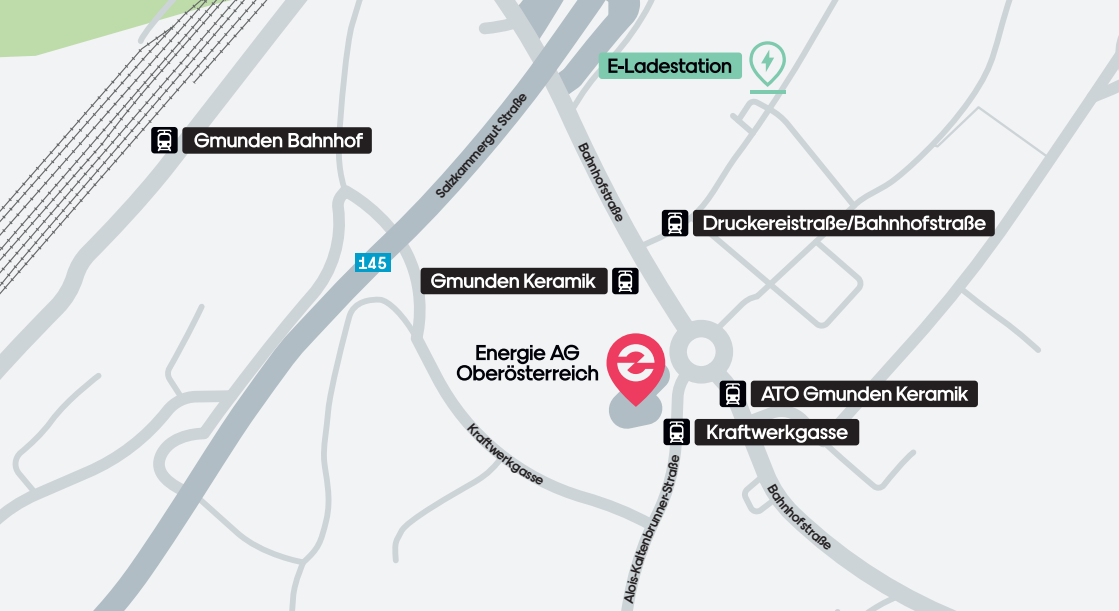 E-Ladestation
Salzkammergut Straße
Gmunden Bahnhof
Bahnhofstraße
Druckereistraße/Bahnhofstraße
145
Gmunden Keramik
Energie AG
Oberösterreich
ATO Gmunden Keramik
Kraftwerkgasse
Kraftwerkgasse
Alois-Kaltenbrunner-Straße
Bahnhofstraße